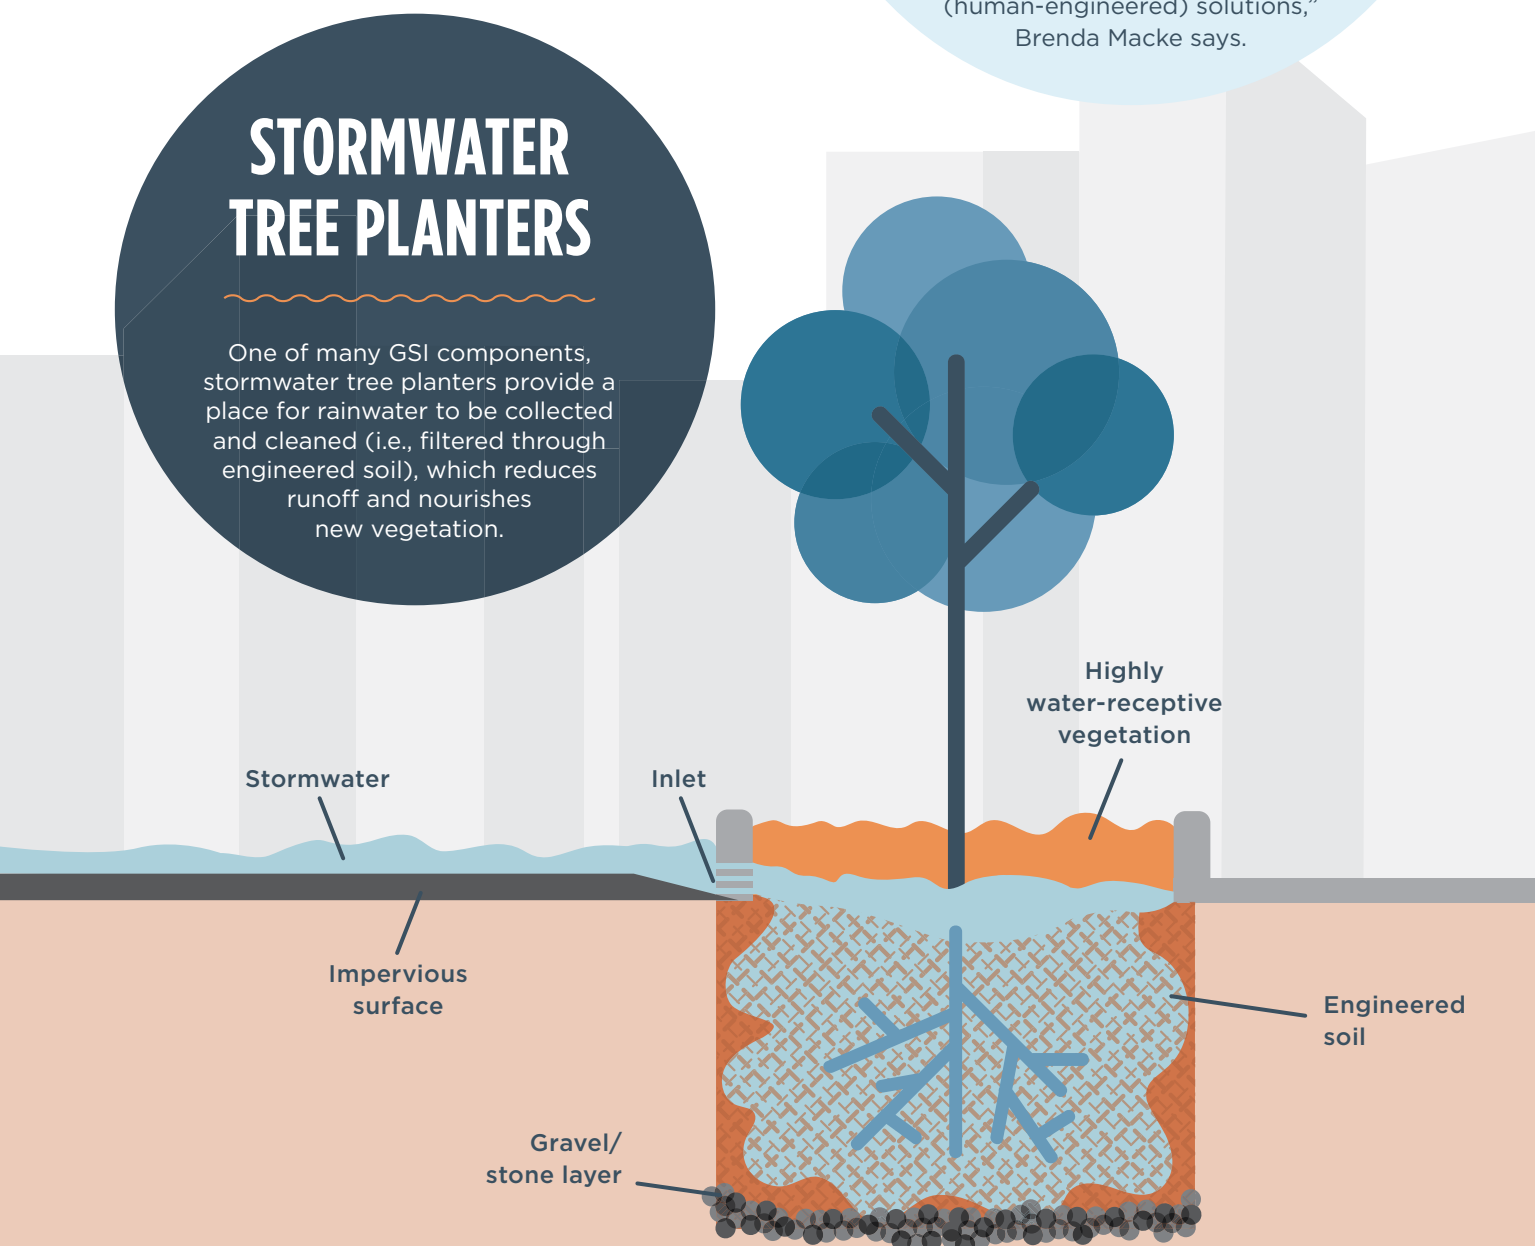 (human-engineered) solutions,”
Brenda Macke says.
STORMWATER
TREE PLANTERS
One of many GSI components,
stormwater tree planters provide a
place for rainwater to be collected
and cleaned (i.e., filtered through
engineered soil), which reduces
runoff and nourishes
new vegetation.
Highly
water-receptive
vegetation
Stormwater
Inlet
Impervious
surface
Engineered
soil
Gravel/
stone layer